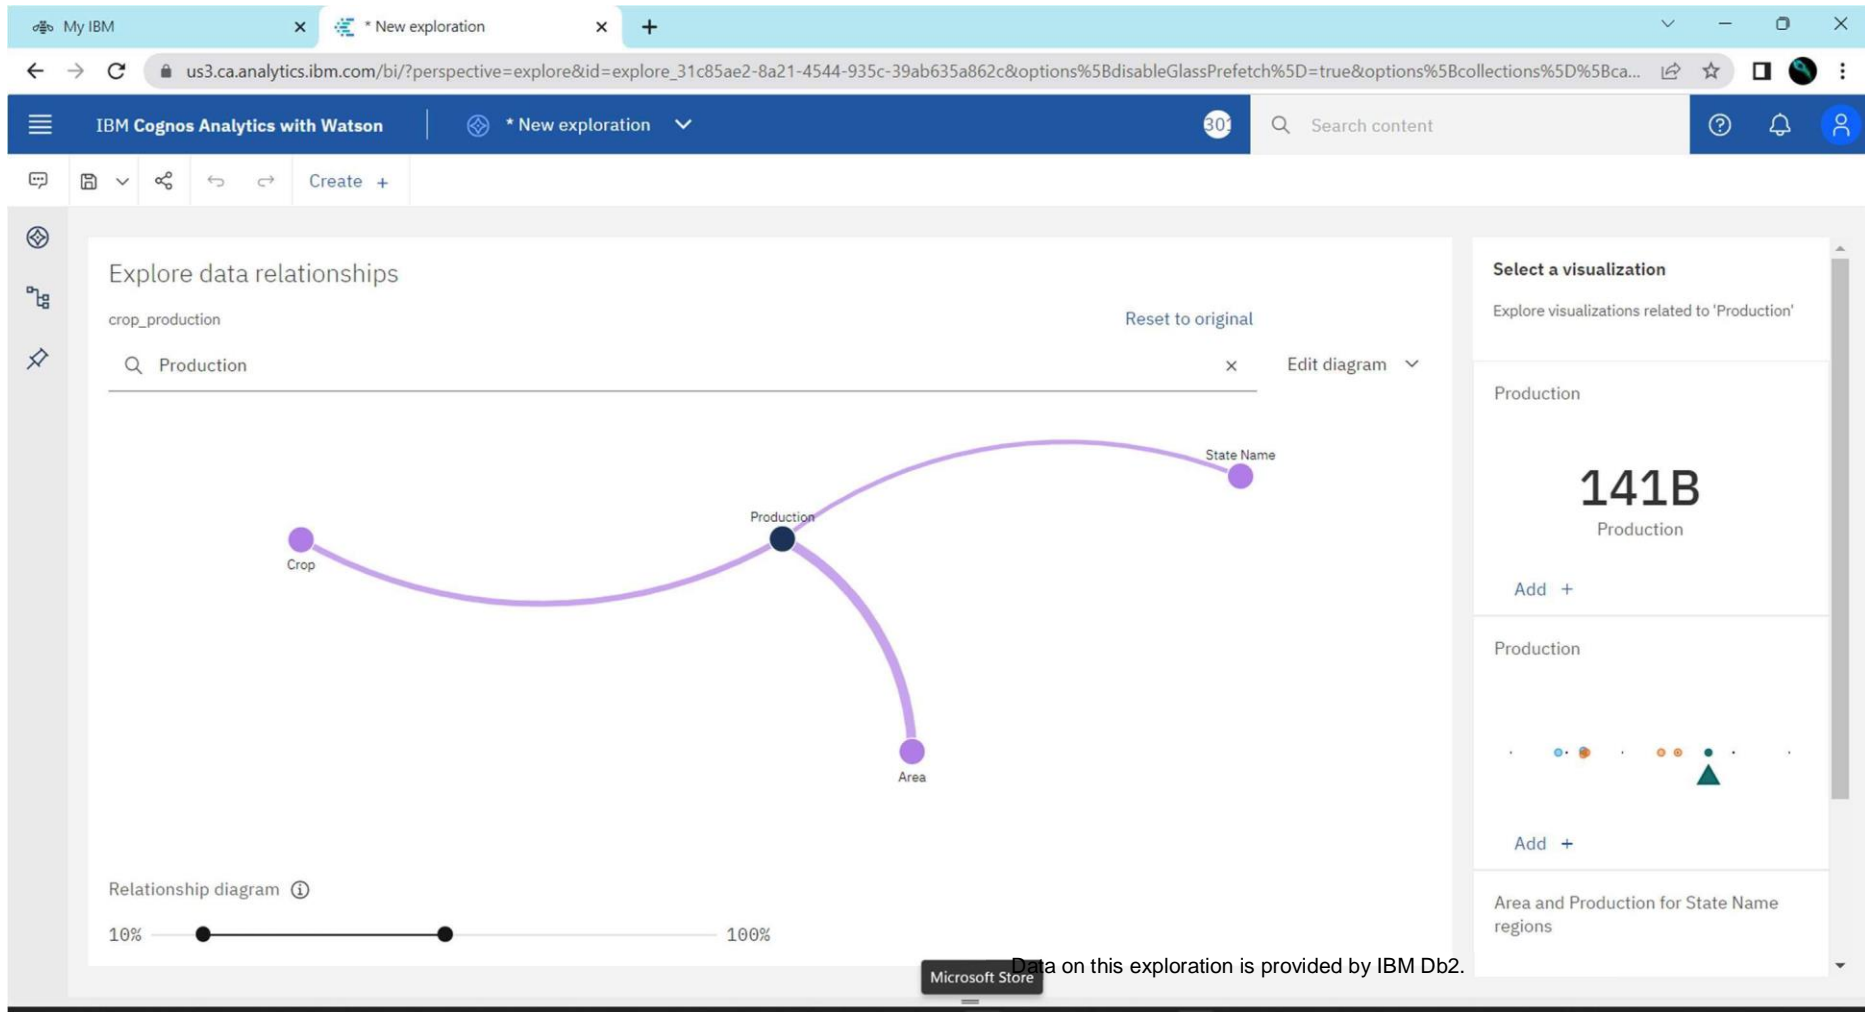 My IBM
* New exploration
us3.ca.analytics.ibm.com/bi/?perspective=explore&id=explore_31c85ae2-8a21-4544-935c-39ab635a862c&options%5BdisableGlassPrefetch%5D=true&options%5Bcollections%5D%5Bca...
IBM Cognos Analytics with Watson
* New exploration
301
Search content
Create +
Explore data relationships
crop_production
Reset to original
Production
Edit diagram
State Name
Production
Crop
Area
Relationship diagram
10%
100%
Select a visualization
Explore visualizations related to 'Production'
Production
141B
Production
Add +
Production
Add +
Area and Production for State Name
regions
Data on this exploration is provided by IBM Db2.
Microsoft Store